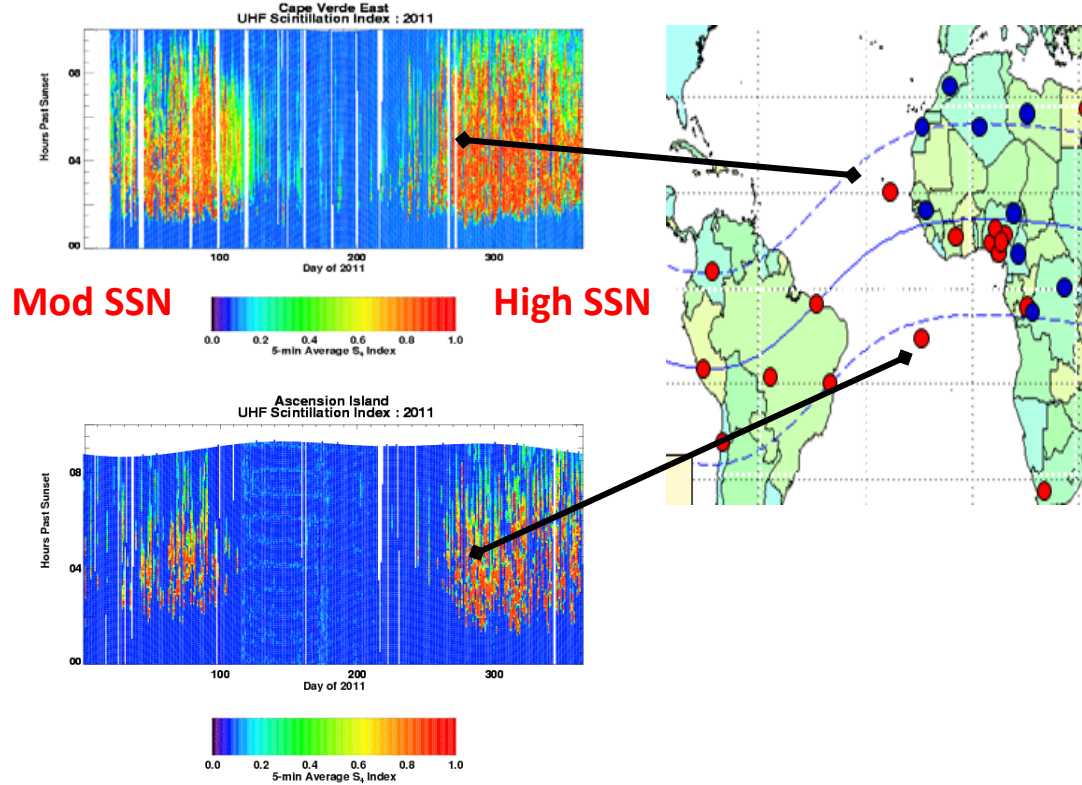 Cape Verde East
UHF Scintillation Index : 2011
Hours Past Sunset
08
04
00
100
200
300
Day of 2011
Mod SSN
High SSN
0.0 0.2 0.4 0.6 0.8 1.0
5-min Average S₄ Index
Ascension Island
UHF Scintillation Index : 2011
Hours Past Sunset
08
04
00
100
200
300
Day of 2011
0.0 0.2 0.4 0.6 0.8 1.0
5-min Average S₄ Index